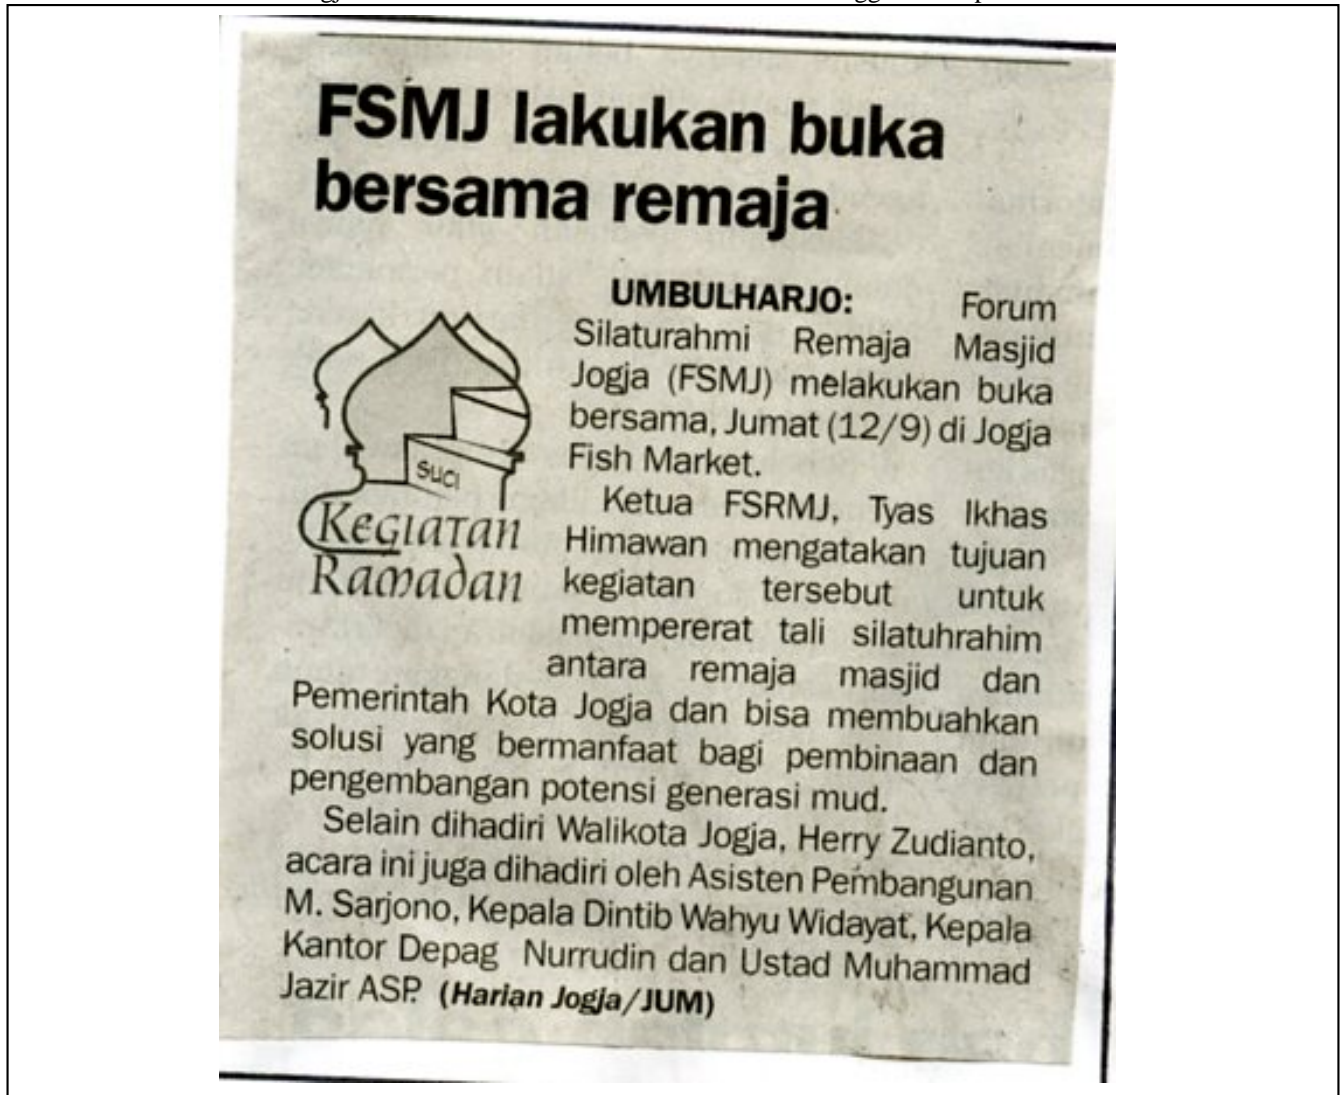 FSMJ lakukan buka
bersama remaja
SUCI
Kegiatan
Ramadan
UMBULHARJO: Forum
Silaturahmi Remaja Masjid
Jogja (FSMJ) melakukan buka
bersama, Jumat (12/9) di Jogja
Fish Market.
Ketua FSRMJ, Tyas Ikhas
Himawan mengatakan tujuan
kegiatan tersebut untuk
mempererat tali silatuhrahim
antara remaja masjid dan
Pemerintah Kota Jogja dan bisa membuahkan
solusi yang bermanfaat bagi pembinaan dan
pengembangan potensi generasi mud.
Selain dihadiri Walikota Jogja, Herry Zudianto,
acara ini juga dihadiri oleh Asisten Pembangunan
M. Sarjono, Kepala Dintib Wahyu Widayat, Kepala
Kantor Depag Nurrudin dan Ustad Muhammad
Jazir ASP. (Harian Jogja/JUM)